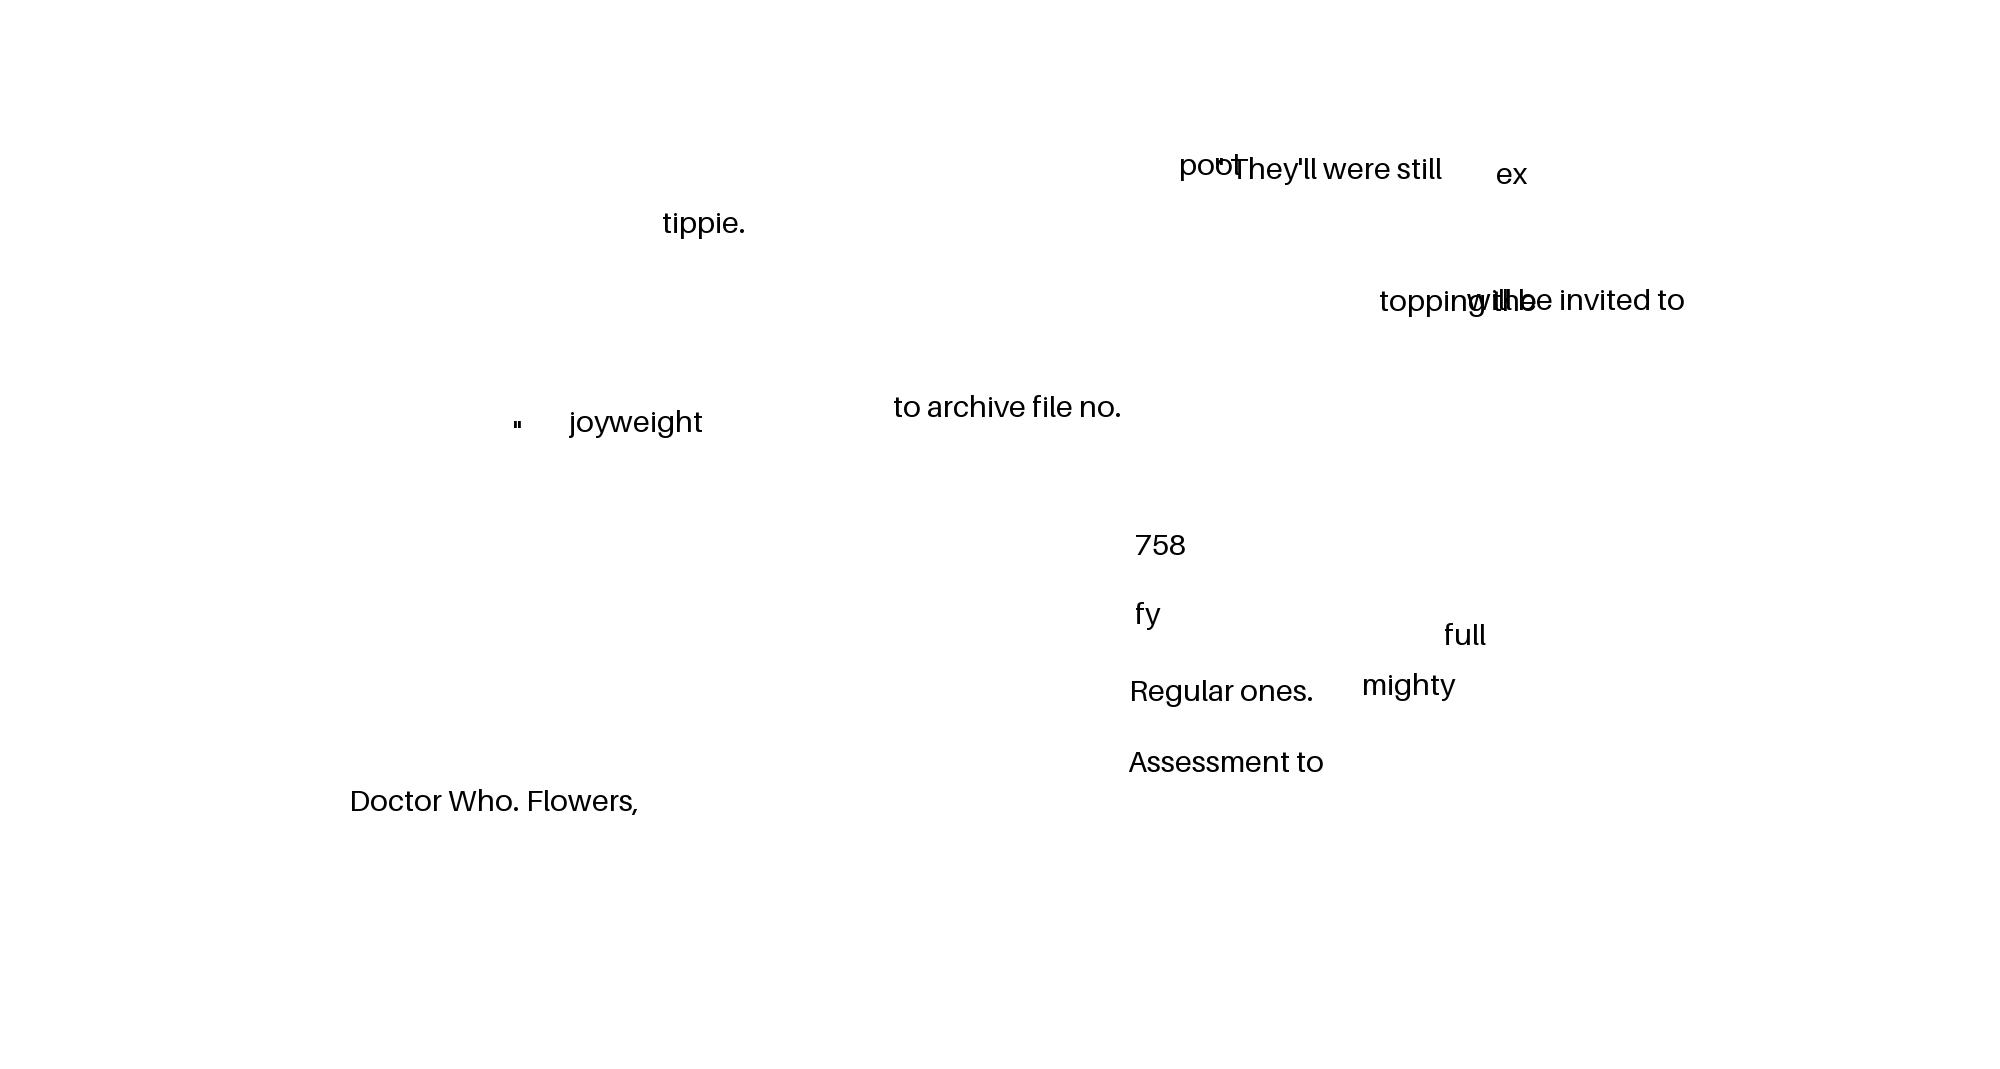 poot
"They'll were still
ex
tippie.
topping the
will be invited to
to archive file no.
" joyweight
758
fy
full
mighty
Regular ones.
Assessment to
Doctor Who. Flowers,